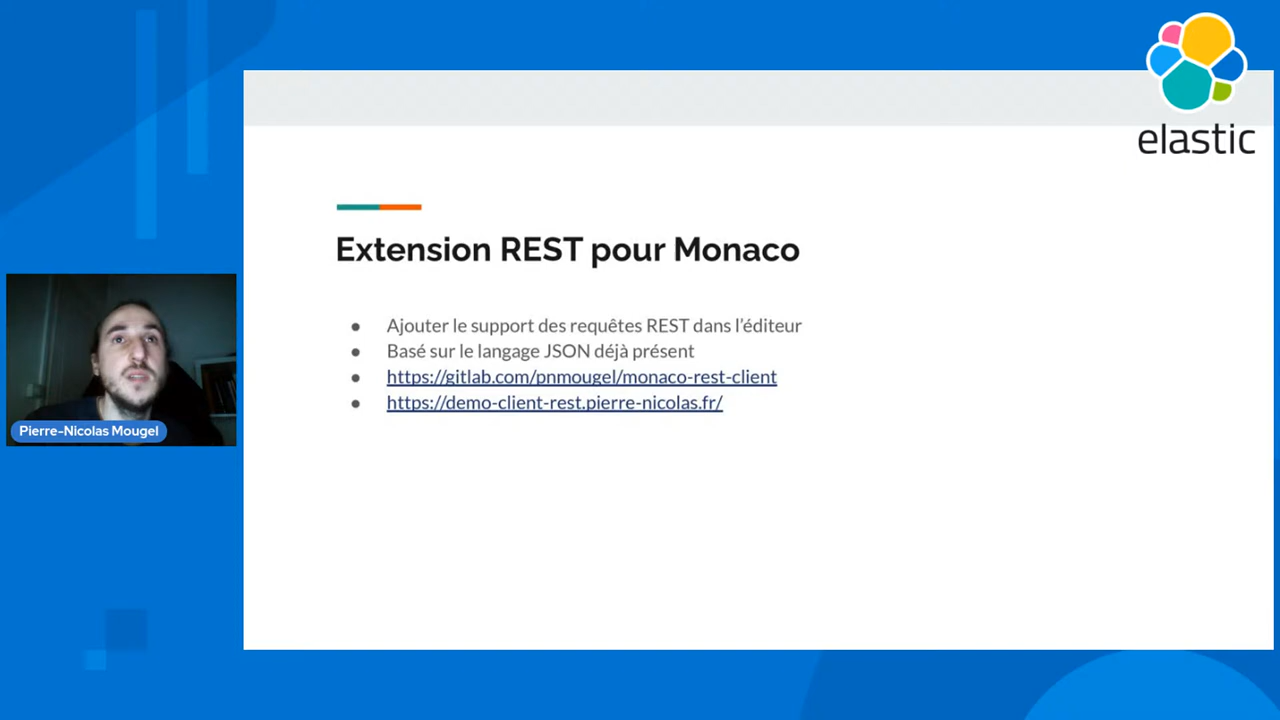 elastic
Extension REST pour Monaco
Ajouter le support des requêtes REST dans l'éditeur
Basé sur le langage JSON déjà présent
https://gitlab.com/pnmougel/monaco-rest-client
https://demo-client-rest.pierre-nicolas.fr/
Pierre-Nicolas Mougel